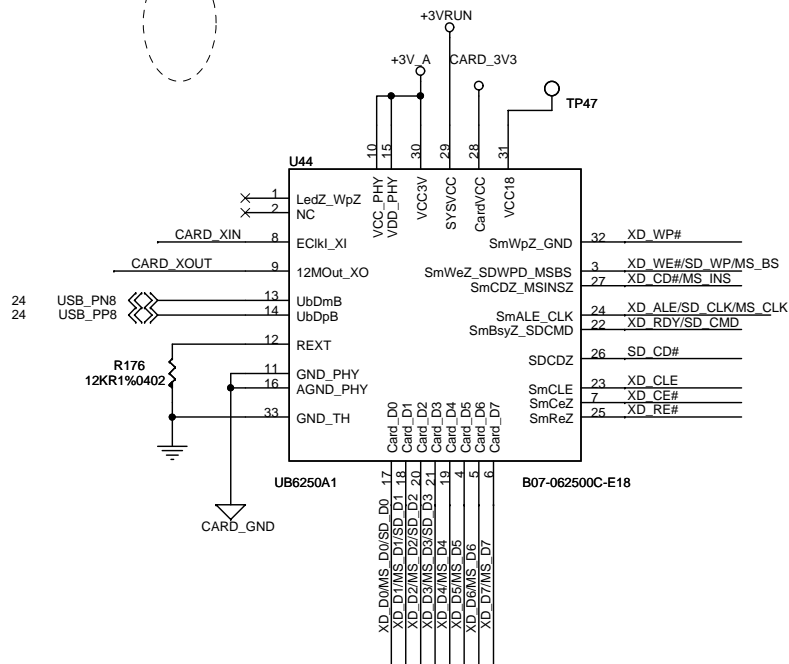 +3VRUN
+3V_A
CARD_3V3
TP47
10
15
30
29
28
31
U44
VCC_PHY
VDD_PHY
VCC3V
SYSVCC
CardVCC
VCC18
1 LedZ_WpZ
2 NC
CARD_XIN 8 EClkI_XI
SmWpZ_GND 32 XD_WP#
CARD_XOUT 9 12MOut_XO
SmWeZ_SDWPD_MSBS 3 XD_WE#/SD_WP/MS_BS
SmCDZ_MSINSZ 27 XD_CD#/MS_INS
24 USB_PN8 13 UbDmB
24 USB_PP8 14 UbDpB
SmALE_CLK 24 XD_ALE/SD_CLK/MS_CLK
SmBsyZ_SDCMD 22 XD_RDY/SD_CMD
12 REXT
SDCDZ 26 SD_CD#
R176
12KR1%0402
11 GND_PHY
16 AGND_PHY
SmCLE 23 XD_CLE
SmCeZ 7 XD_CE#
SmReZ 25 XD_RE#
33 GND_TH
Card_D0
Card_D1
Card_D2
Card_D3
Card_D4
Card_D5
Card_D6
Card_D7
UB6250A1
B07-062500C-E18
17
18
20
21
19
4
5
6
CARD_GND
XD_D0/MS_D0/SD_D0
XD_D1/MS_D1/SD_D1
XD_D2/MS_D2/SD_D2
XD_D3/MS_D3/SD_D3
XD_D4/MS_D4
XD_D5/MS_D5
XD_D6/MS_D6
XD_D7/MS_D7